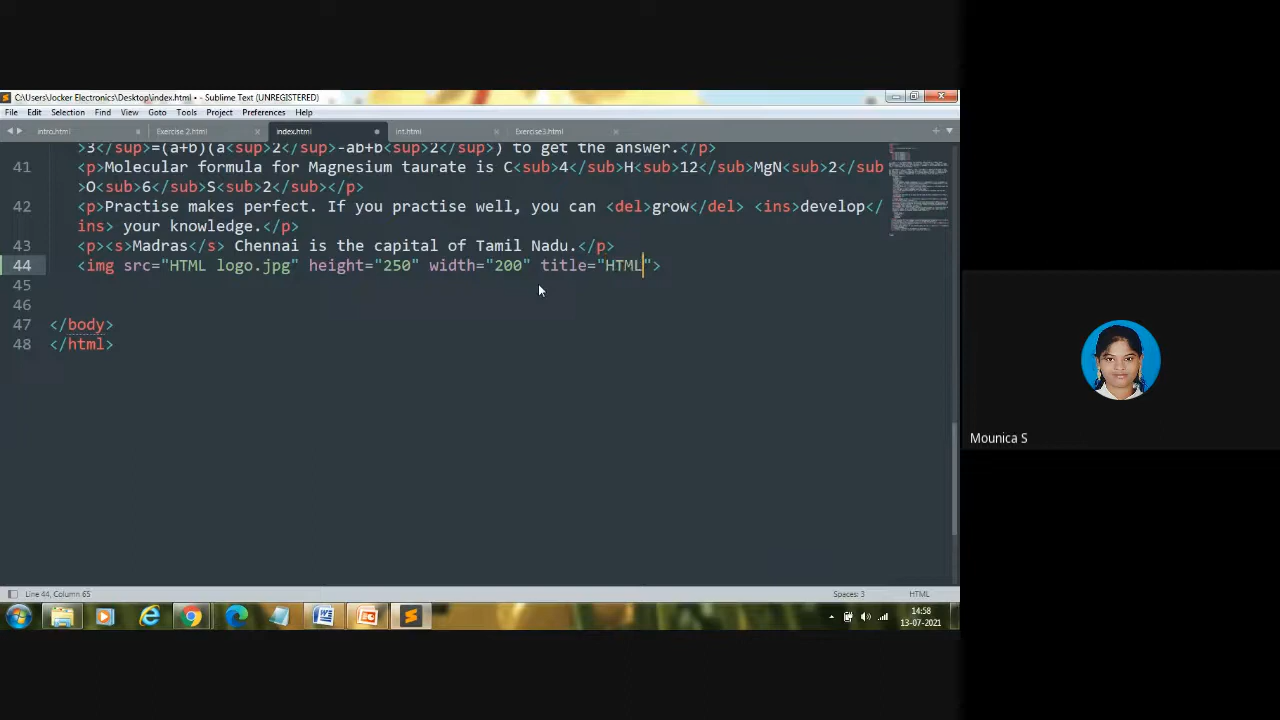 C:\Users\Jocker Electronics\Desktop\index.html • - Sublime Text (UNREGISTERED)
File Edit Selection Find View Goto Tools Project Preferences Help
intro.html Exercise 2.html index.html int.html Exercise3.html
>3</sup>=(a+b)(a<sup>2</sup>-ab+b<sup>2</sup>) to get the answer.</p>
41 <p>Molecular formula for Magnesium taurate is C<sub>4</sub>H<sub>12</sub>MgN<sub>2</sub
>O<sub>6</sub>S<sub>2</sub></p>
42 <p>Practise makes perfect. If you practise well, you can <del>grow</del> <ins>develop</
ins> your knowledge.</p>
43 <p><s>Madras</s> Chennai is the capital of Tamil Nadu.</p>
44 <img src="HTML logo.jpg" height="250" width="200" title="HTML">
45
46
47 </body>
48 </html>
Mounica S
Line 44, Column 65 Spaces: 3 HTML
14:58
13-07-2021